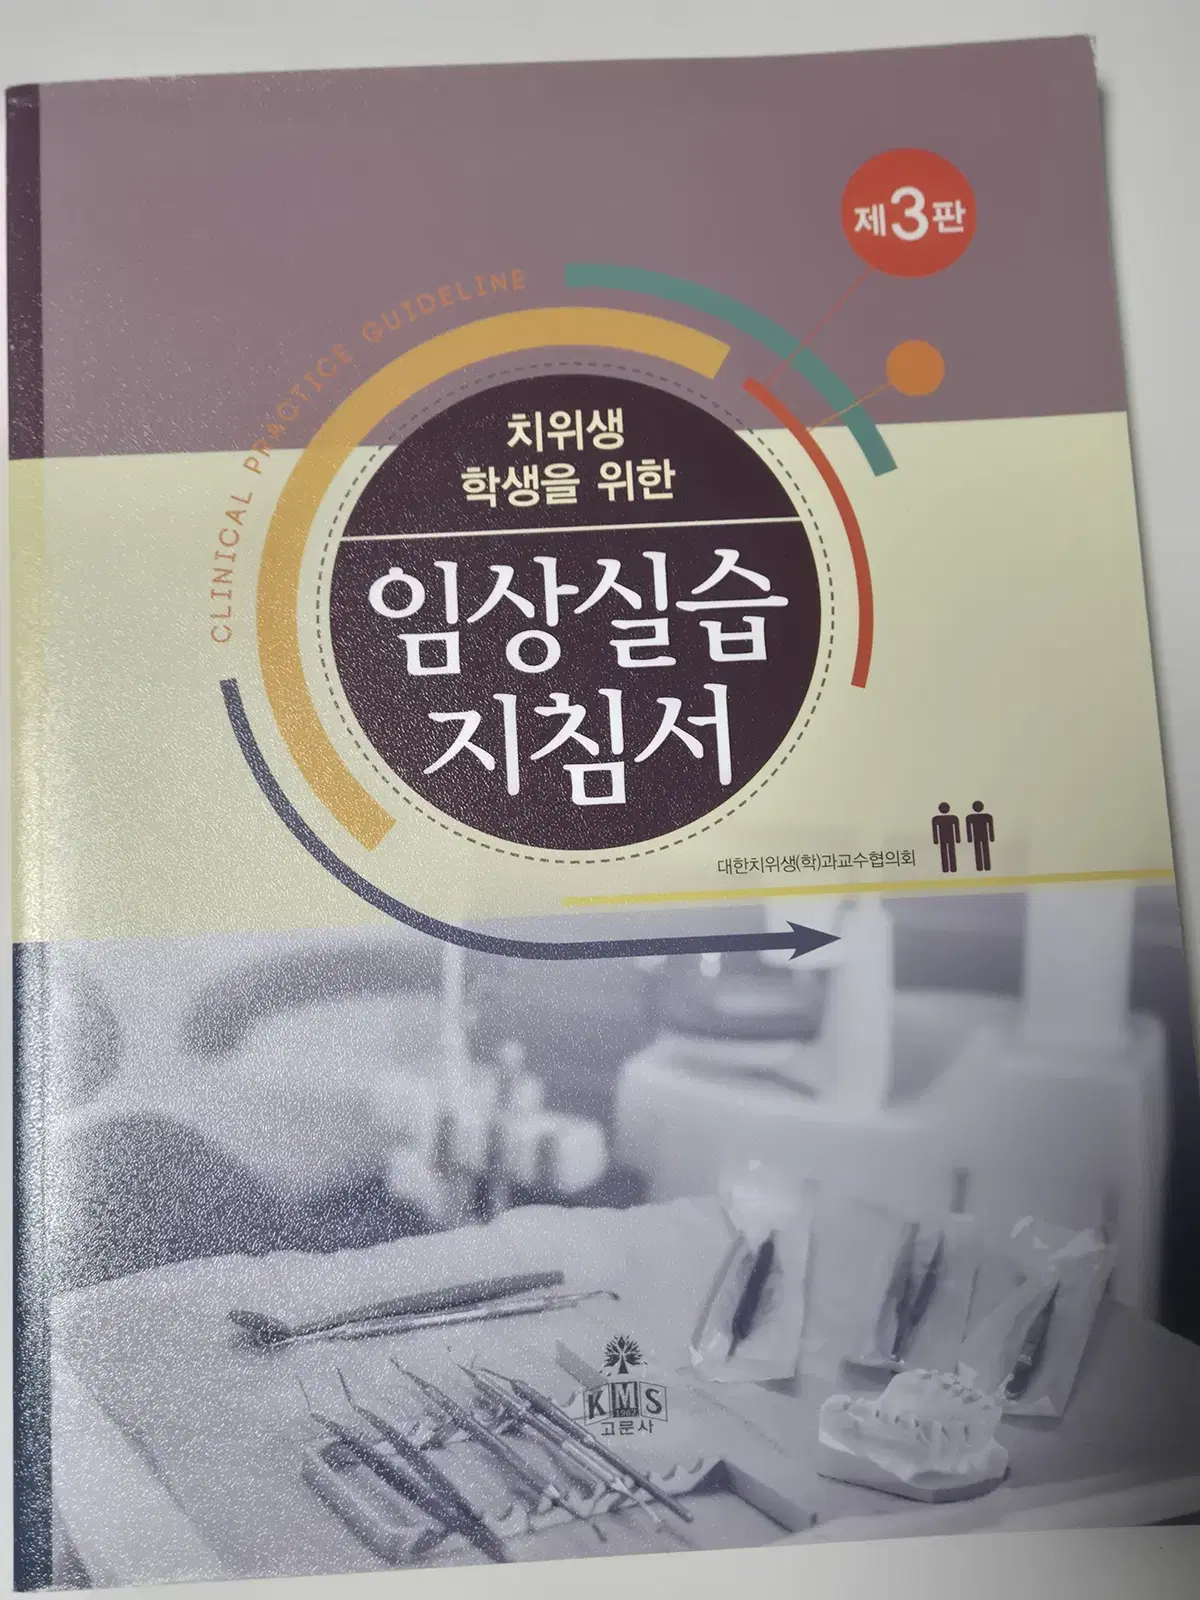 제3판
CLINICAL PRACTICE GUIDELINE
치위생
학생을 위한
임상실습
지침서
대한치위생(학)과교수협의회
KMS
1962
고문사